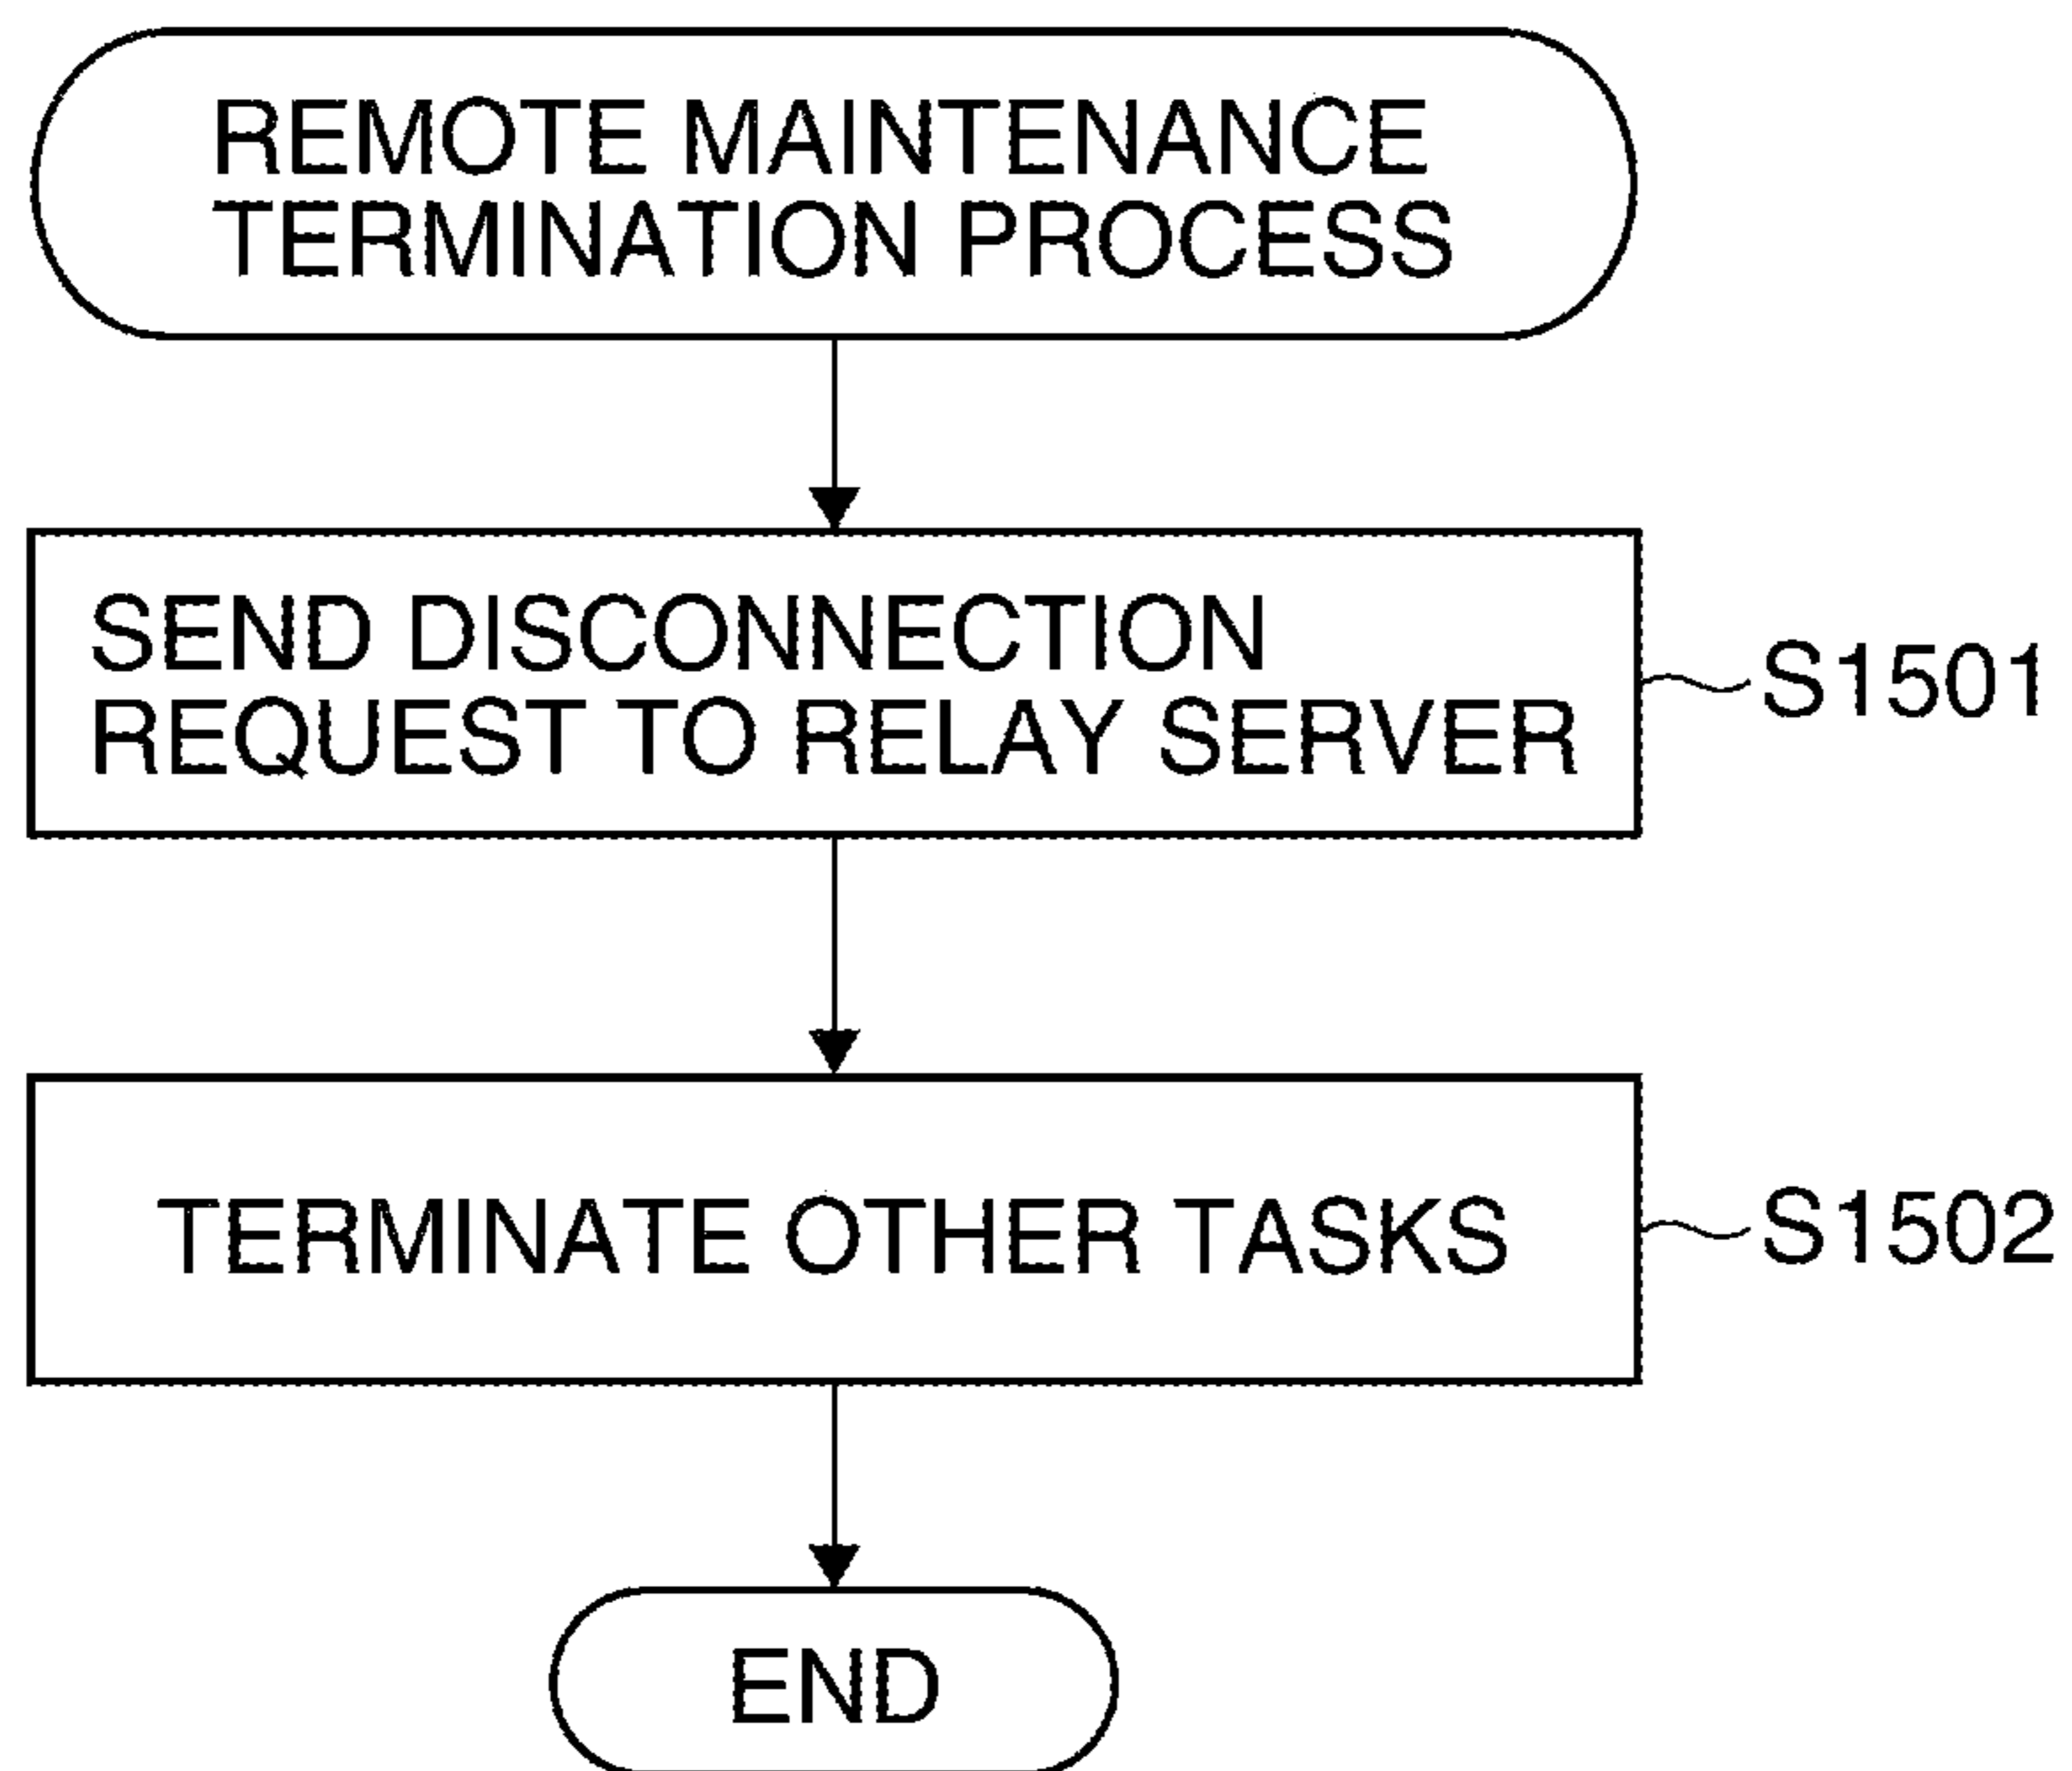 REMOTE MAINTENANCE
TERMINATION PROCESS
SEND DISCONNECTION
REQUEST TO RELAY SERVER
S1501
TERMINATE OTHER TASKS
S1502
END